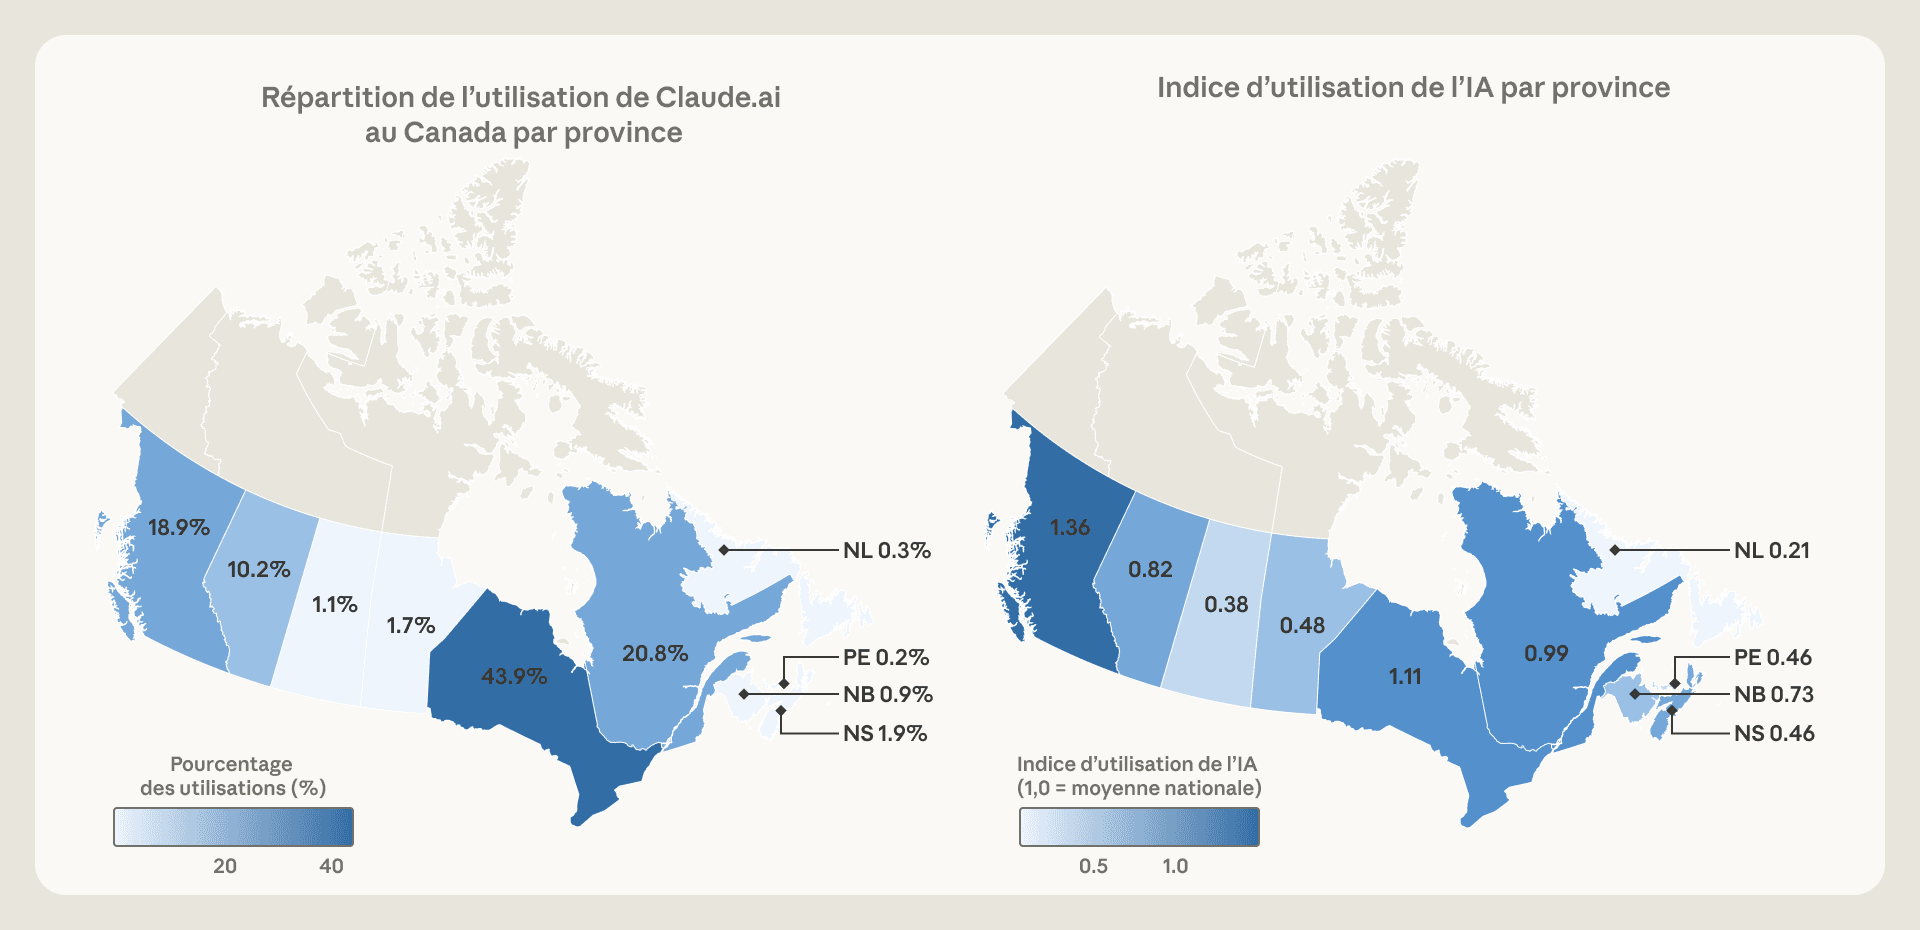 Répartition de l'utilisation de Claude.ai
au Canada par province
18.9%
10.2%
1.1%
1.7%
43.9%
20.8%
NL 0.3%
PE 0.2%
NB 0.9%
NS 1.9%
Pourcentage
des utilisations (%)
20
40
Indice d'utilisation de l'IA par province
1.36
0.82
0.38
0.48
1.11
0.99
NL 0.21
PE 0.46
NB 0.73
NS 0.46
Indice d'utilisation de l'IA
(1,0 = moyenne nationale)
0.5
1.0